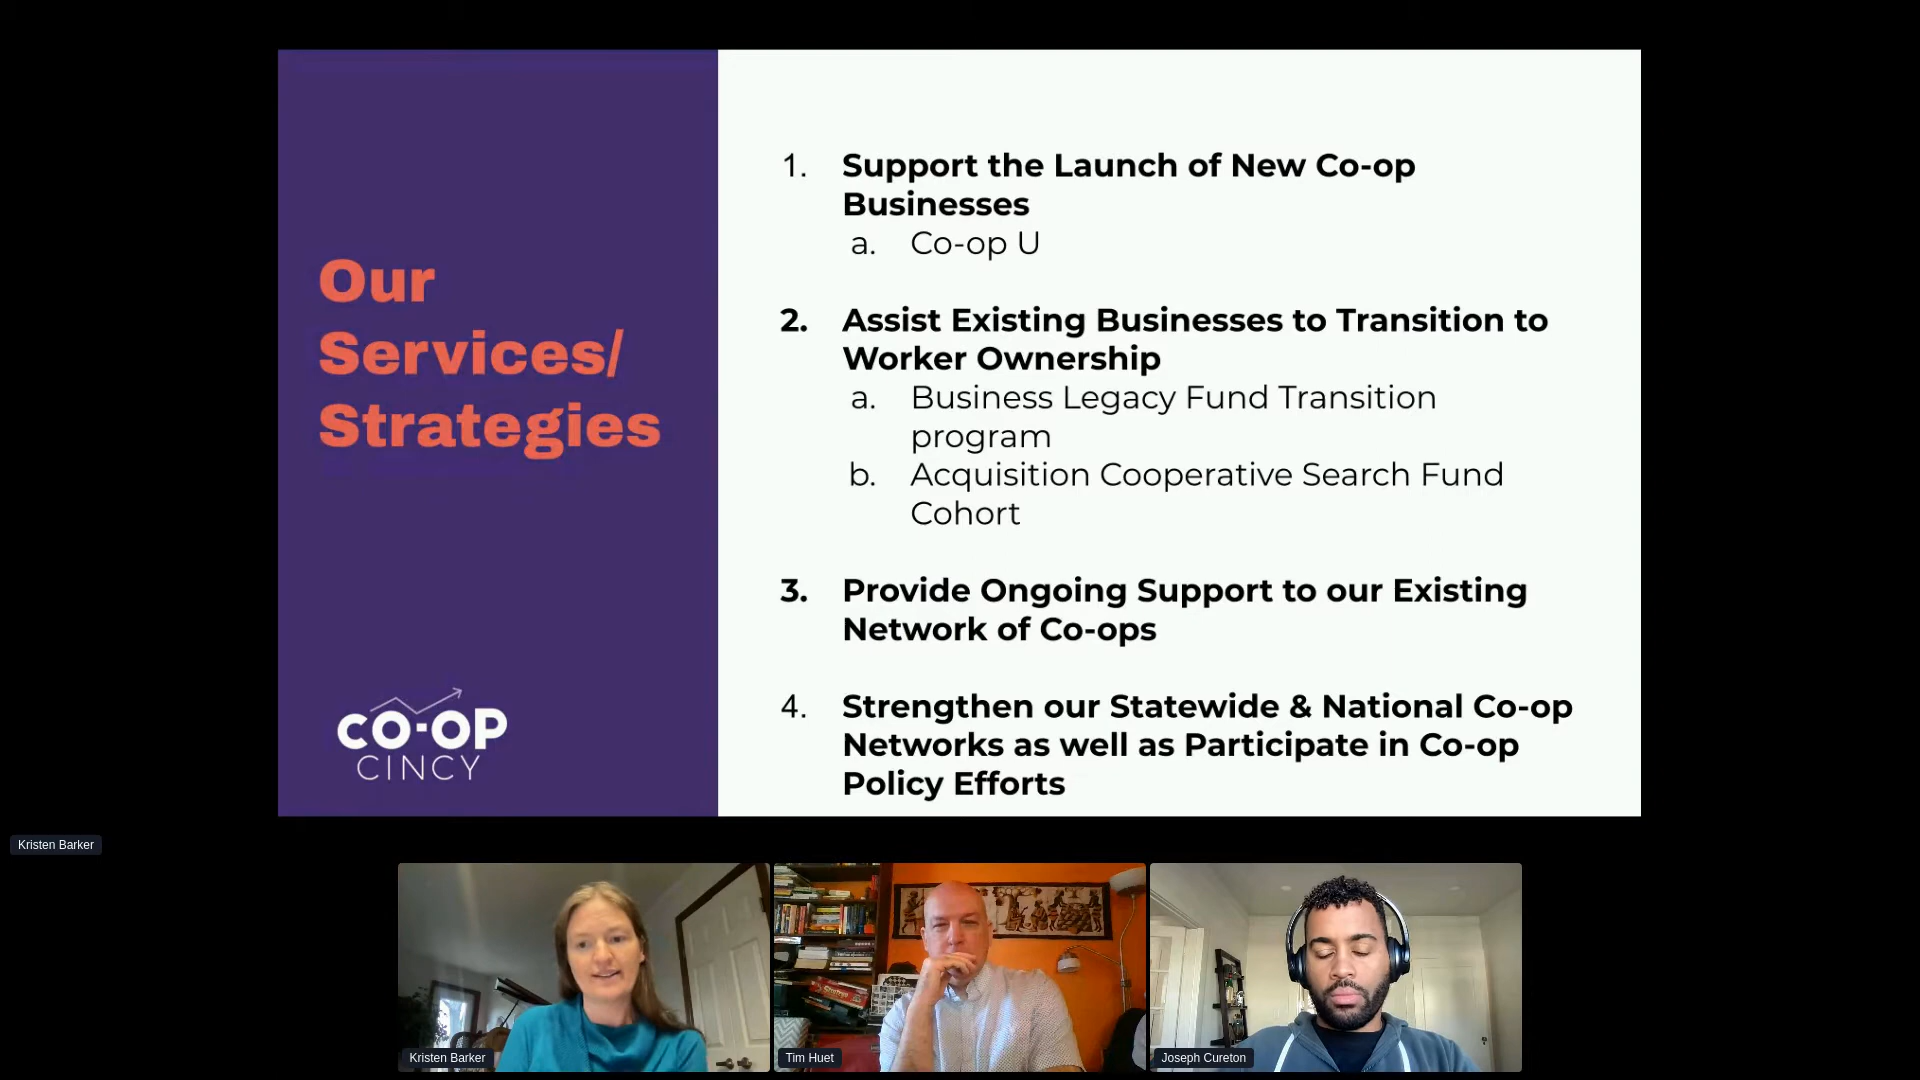 Our
Services/
Strategies
CO-OP
CINCY
1. Support the Launch of New Co-op
Businesses
a. Co-op U
2. Assist Existing Businesses to Transition to
Worker Ownership
a. Business Legacy Fund Transition
program
b. Acquisition Cooperative Search Fund
Cohort
3. Provide Ongoing Support to our Existing
Network of Co-ops
4. Strengthen our Statewide & National Co-op
Networks as well as Participate in Co-op
Policy Efforts
Kristen Barker
Kristen Barker
Tim Huet
Joseph Cureton